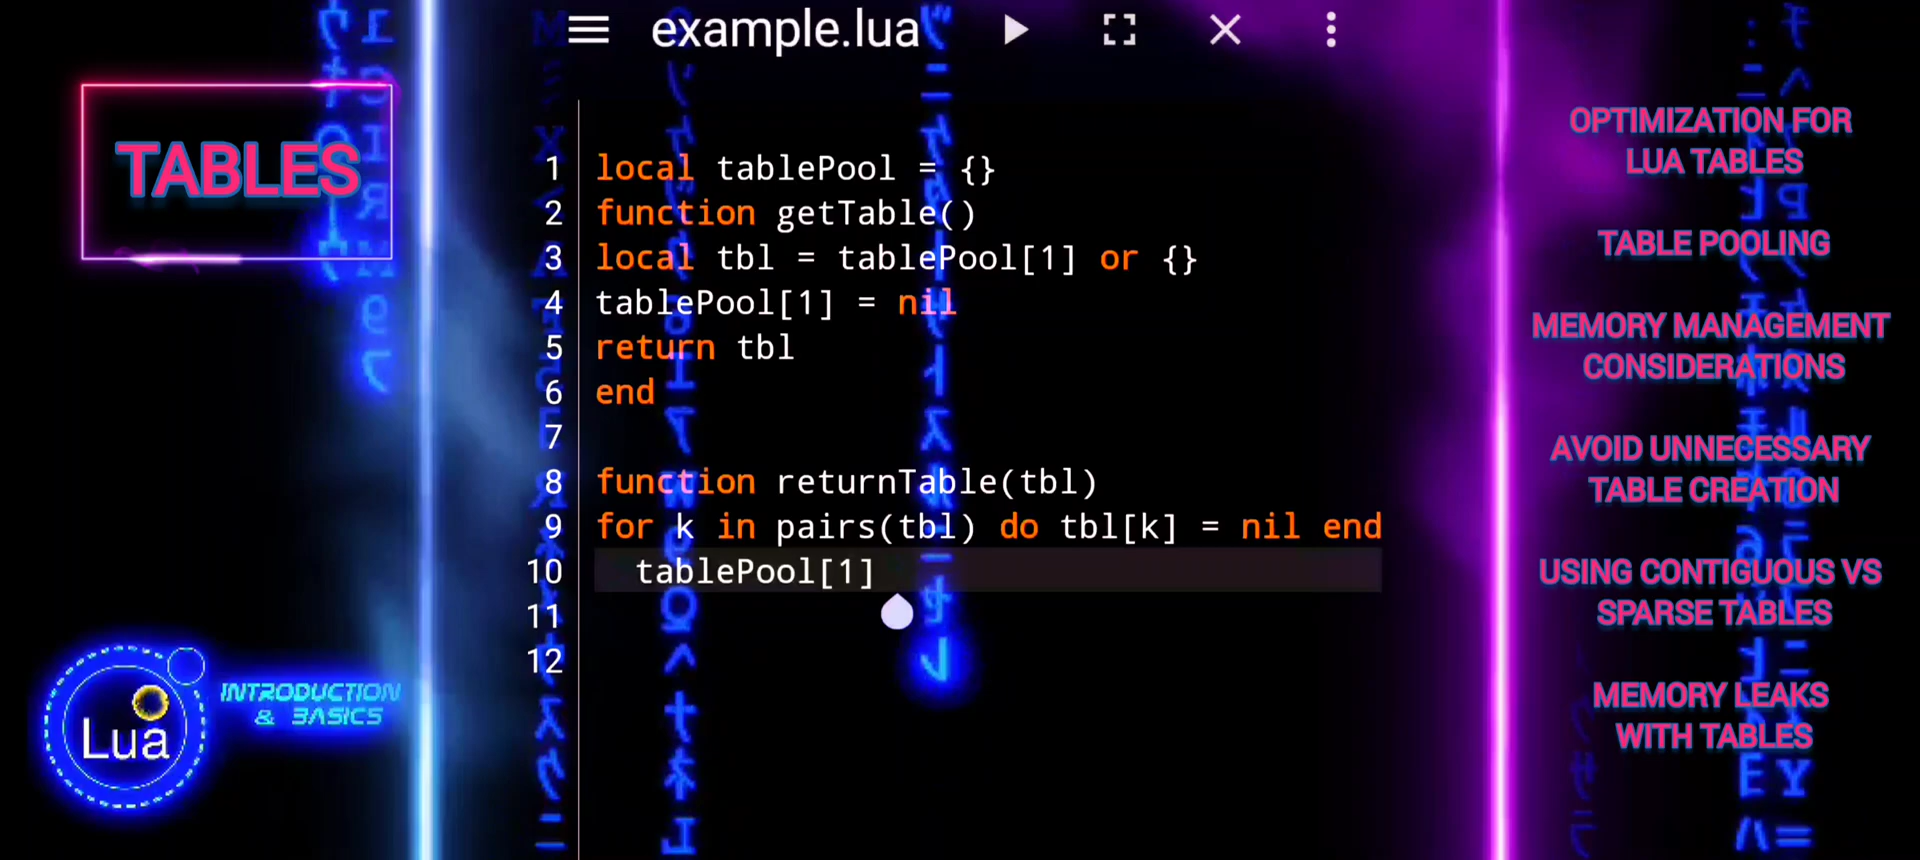 example.lua
TABLES
1 local tablePool = {}
2 function getTable()
3 local tbl = tablePool[1] or {}
4 tablePool[1] = nil
5 return tbl
6 end
7
8 function returnTable(tbl)
9 for k in pairs(tbl) do tbl[k] = nil end
10 tablePool[1]
11
12
Lua
INTRODUCTION
& BASICS
OPTIMIZATION FOR
LUA TABLES
TABLE POOLING
MEMORY MANAGEMENT
CONSIDERATIONS
AVOID UNNECESSARY
TABLE CREATION
USING CONTIGUOUS VS
SPARSE TABLES
MEMORY LEAKS
WITH TABLES